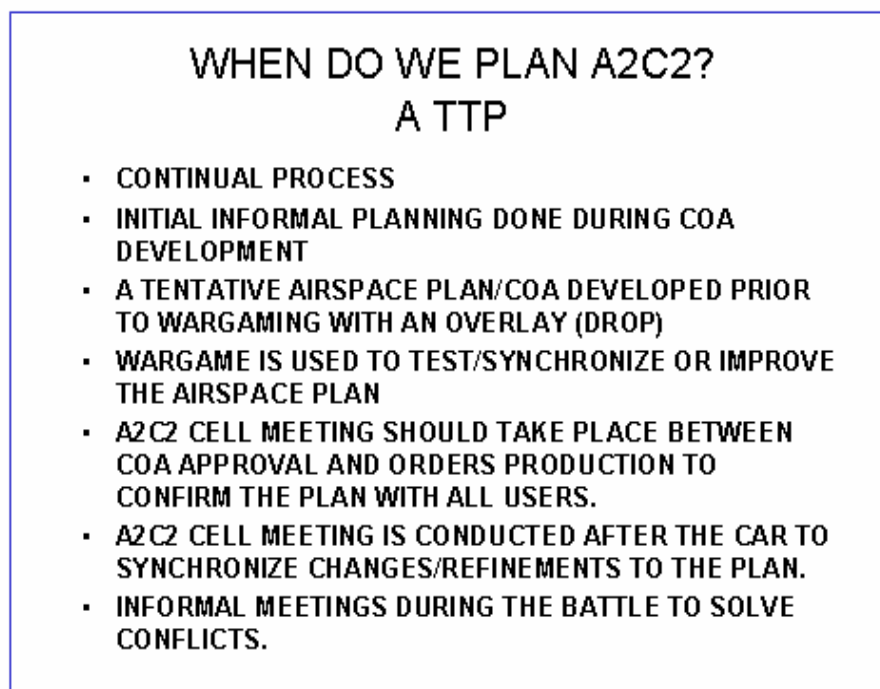 WHEN DO WE PLAN A2C2?
A TTP
▪ CONTINUAL PROCESS
▪ INITIAL INFORMAL PLANNING DONE DURING COA
DEVELOPMENT
▪ A TENTATIVE AIRSPACE PLAN/COA DEVELOPED PRIOR
TO WARGAMING WITH AN OVERLAY (DROP)
▪ WARGAME IS USED TO TEST/SYNCHRONIZE OR IMPROVE
THE AIRSPACE PLAN
▪ A2C2 CELL MEETING SHOULD TAKE PLACE BETWEEN
COA APPROVAL AND ORDERS PRODUCTION TO
CONFIRM THE PLAN WITH ALL USERS.
▪ A2C2 CELL MEETING IS CONDUCTED AFTER THE CAR TO
SYNCHRONIZE CHANGES/REFINEMENTS TO THE PLAN.
▪ INFORMAL MEETINGS DURING THE BATTLE TO SOLVE
CONFLICTS.